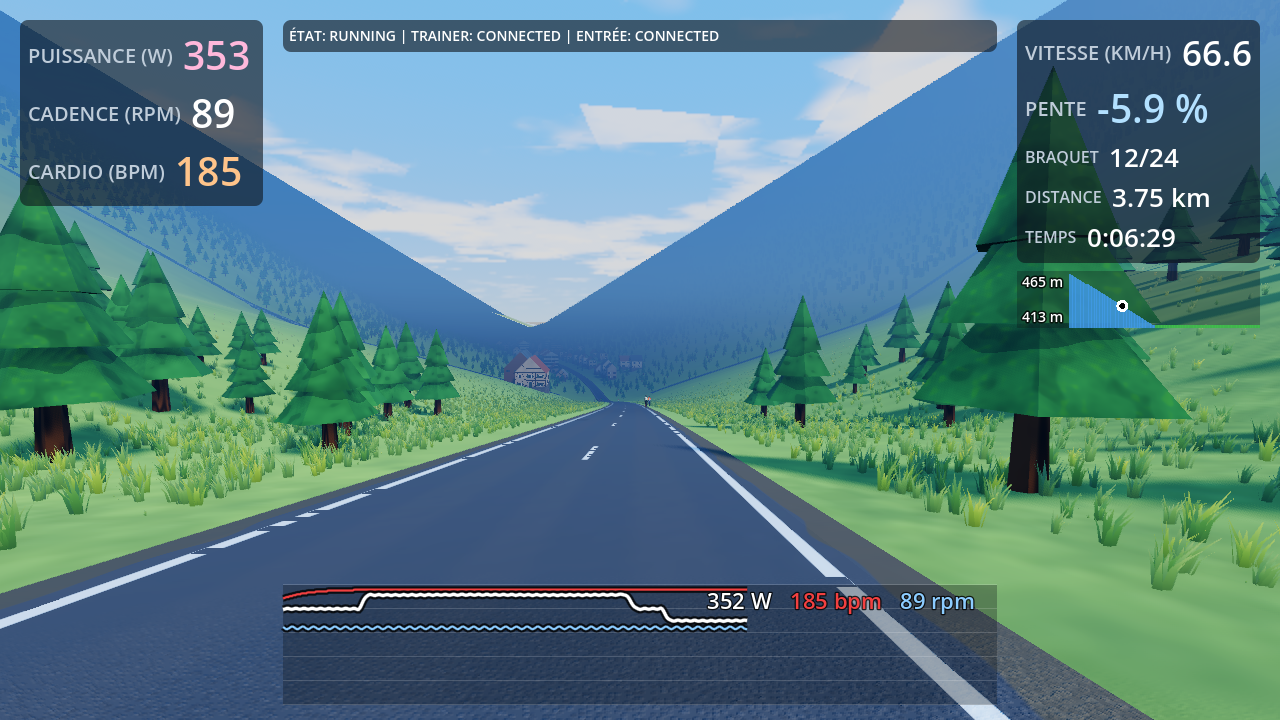 PUISSANCE (W) 353
CADENCE (RPM) 89
CARDIO (BPM) 185
ÉTAT: RUNNING | TRAINER: CONNECTED | ENTRÉE: CONNECTED
VITESSE (KM/H) 66.6
PENTE -5.9 %
BRAQUET 12/24
DISTANCE 3.75 km
TEMPS 0:06:29
465 m
413 m
352 W 185 bpm 89 rpm